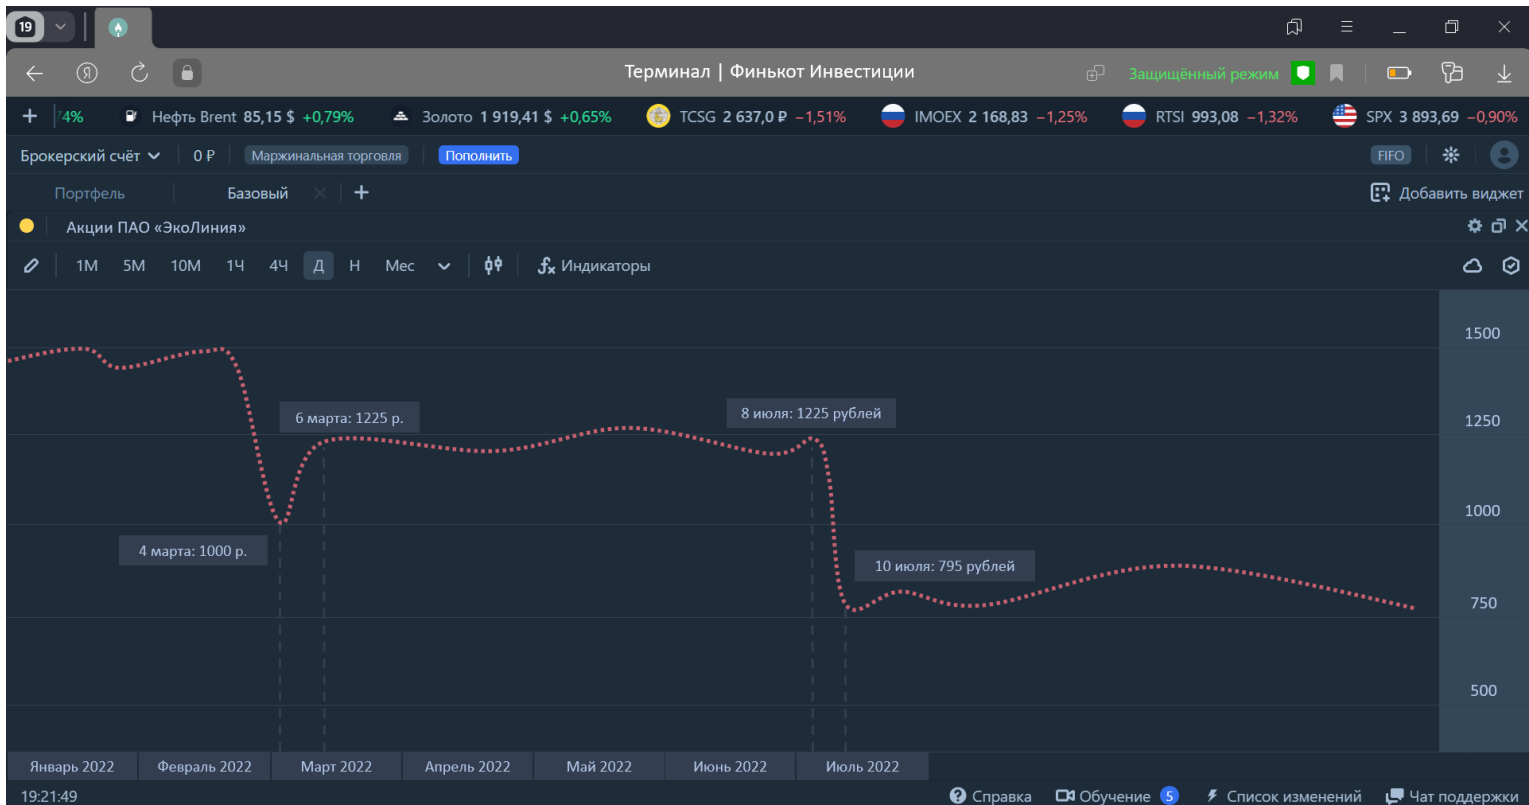 19
Терминал | Финькот Инвестиции
Защищённый режим
74% Нефть Brent 85,15 $ +0,79% Золото 1 919,41 $ +0,65% TCSG 2 637,0 ₽ −1,51% IMOEX 2 168,83 −1,25% RTSI 993,08 −1,32% SPX 3 893,69 −0,90%
Брокерский счёт 0 ₽ Маржинальная торговля Пополнить FIFO
Портфель Базовый Добавить виджет
Акции ПАО «ЭкоЛиния»
1М 5М 10М 1Ч 4Ч Д Н Мес fx Индикаторы
1500
6 марта: 1225 р. 8 июля: 1225 рублей
1250
1000
4 марта: 1000 р.
10 июля: 795 рублей
750
500
Январь 2022 Февраль 2022 Март 2022 Апрель 2022 Май 2022 Июнь 2022 Июль 2022
19:21:49 Справка Обучение 5 Список изменений Чат поддержки